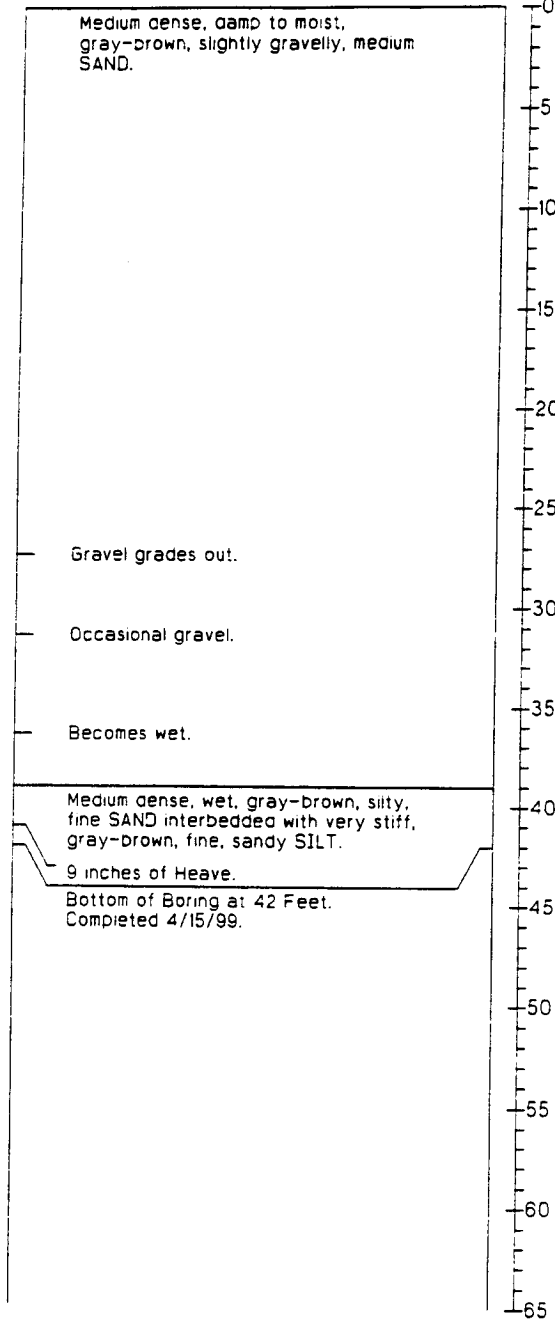 Medium dense, damp to moist,
gray-brown, slightly gravelly, medium
SAND.
Gravel grades out.
Occasional gravel.
Becomes wet.
Medium dense, wet, gray-brown, silty,
fine SAND interbedded with very stiff,
gray-brown, fine, sandy SILT.
9 inches of Heave.
Bottom of Boring at 42 Feet.
Completed 4/15/99.
0
5
10
15
20
25
30
35
40
45
50
55
60
65